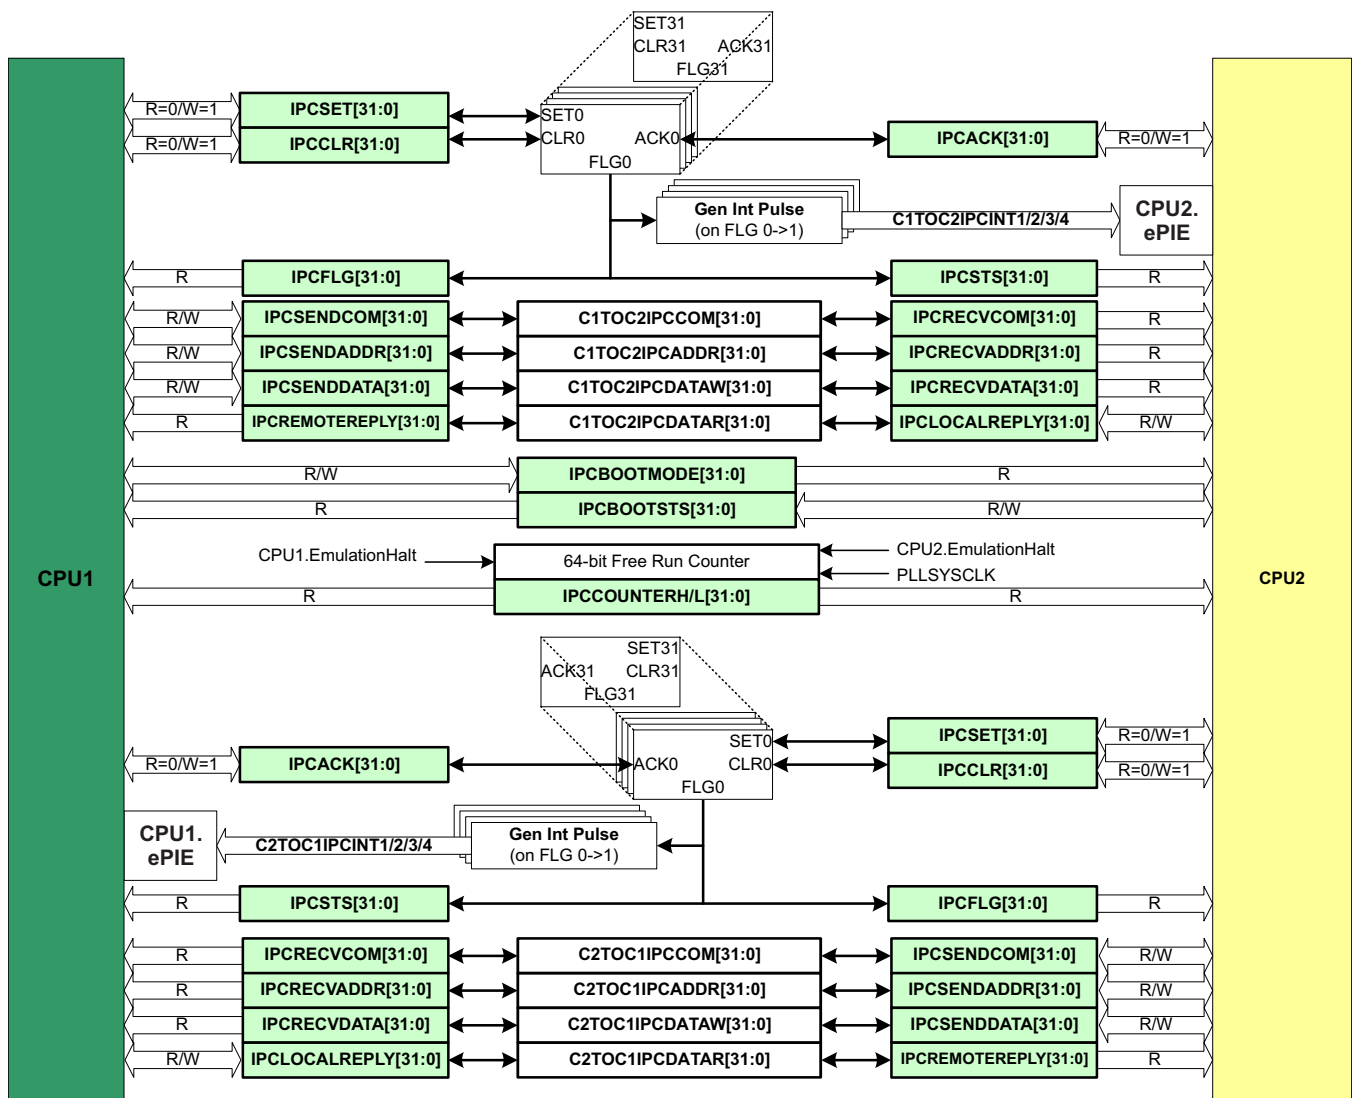 SET31
CLR31 ACK31
FLG31
R=0/W=1 IPCSET[31:0] SET0
R=0/W=1 IPCCLR[31:0] CLR0 ACK0 IPCACK[31:0] R=0/W=1
FLG0
Gen Int Pulse
(on FLG 0->1)
C1TOC2IPCINT1/2/3/4
CPU2.
ePIE
R IPCFLG[31:0] IPCSTS[31:0] R
R/W IPCSENDCOM[31:0] C1TOC2IPCCOM[31:0] IPCRECVCOM[31:0] R
R/W IPCSENDADDR[31:0] C1TOC2IPCADDR[31:0] IPCRECVADDR[31:0] R
R/W IPCSENDDATA[31:0] C1TOC2IPCDATAW[31:0] IPCRECVDATA[31:0] R
R IPCREMOTEREPLY[31:0] C1TOC2IPCDATAR[31:0] IPCLOCALREPLY[31:0] R/W
R/W IPCBOOTMODE[31:0] R
R IPCBOOTSTS[31:0] R/W
CPU1.EmulationHalt 64-bit Free Run Counter CPU2.EmulationHalt
PLLSYSCLK
CPU1 CPU2
R IPCCOUNTERH/L[31:0] R
SET31
ACK31 CLR31
FLG31
SET0 IPCSET[31:0] R=0/W=1
R=0/W=1 IPCACK[31:0] ACK0 CLR0 IPCCLR[31:0] R=0/W=1
FLG0
CPU1.
ePIE
C2TOC1IPCINT1/2/3/4
Gen Int Pulse
(on FLG 0->1)
R IPCSTS[31:0] IPCFLG[31:0] R
R IPCRECVCOM[31:0] C2TOC1IPCCOM[31:0] IPCSENDCOM[31:0] R/W
R IPCRECVADDR[31:0] C2TOC1IPCADDR[31:0] IPCSENDADDR[31:0] R/W
R IPCRECVDATA[31:0] C2TOC1IPCDATAW[31:0] IPCSENDDATA[31:0] R/W
R/W IPCLOCALREPLY[31:0] C2TOC1IPCDATAR[31:0] IPCREMOTEREPLY[31:0] R